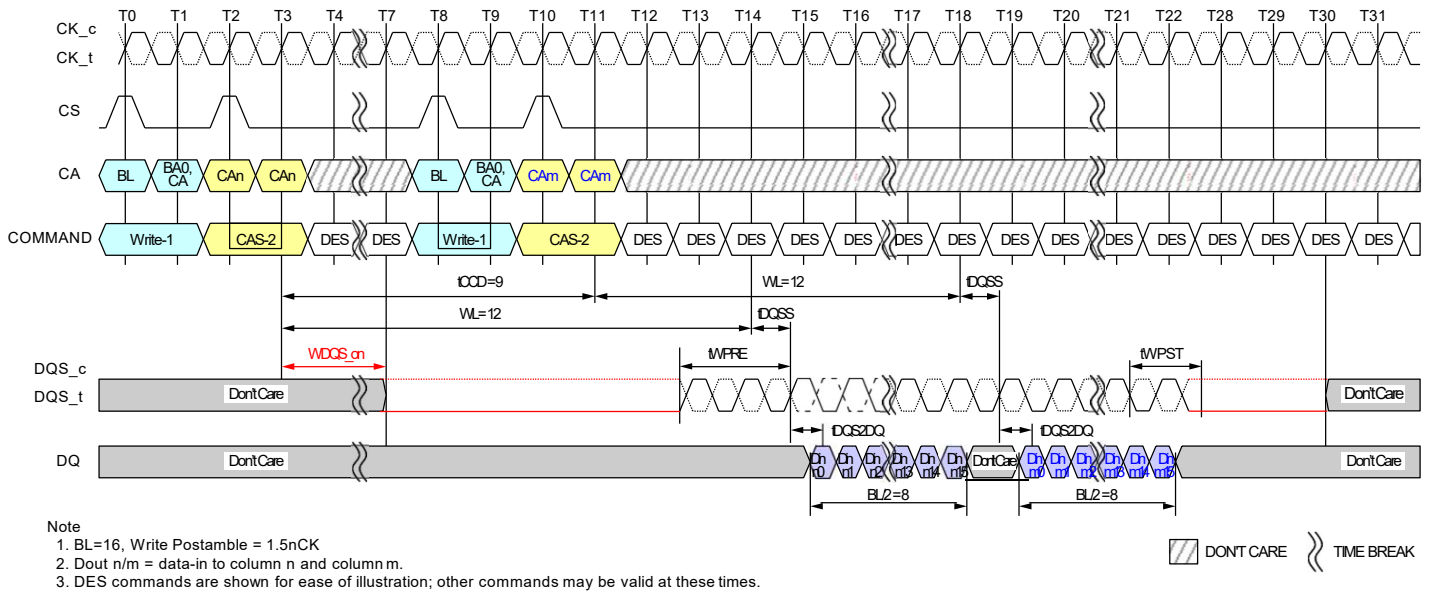 T0 T1 T2 T3 T4 T7 T8 T9 T10 T11 T12 T13 T14 T15 T16 T17 T18 T19 T20 T21 T22 T28 T29 T30 T31
CK_c
CK_t
CS
CA BL BA0, CA CAn CAn BL BA0, CA CAm CAm
COMMAND Write-1 CAS-2 DES DES Write-1 CAS-2 DES DES DES DES DES DES DES DES DES DES DES DES DES DES DES
tCCD=9 WL=12 tDQSS
WL=12 tDQSS
WDQS_on tWPRE tWPST
DQS_c
DQS_t Don't Care Don't Care
tDQS2DQ tDQS2DQ
DQ Don't Care Don't Care Don't Care
BL/2=8 BL/2=8
Note
1. BL=16, Write Postamble = 1.5nCK
2. Dout n/m = data-in to column n and column m.
3. DES commands are shown for ease of illustration; other commands may be valid at these times.
DON'T CARE TIME BREAK